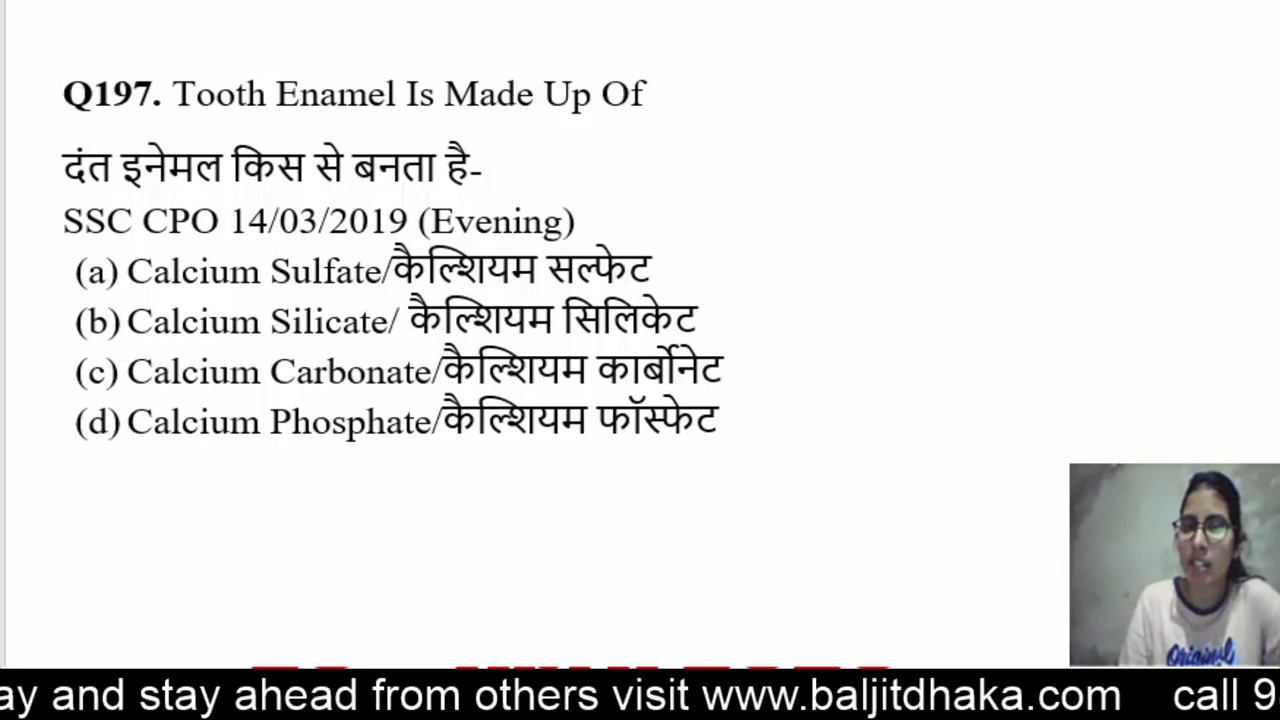 Q197. Tooth Enamel Is Made Up Of
दंत इनेमल किस से बनता है-
SSC CPO 14/03/2019 (Evening)
(a) Calcium Sulfate/कैल्शियम सल्फेट
(b) Calcium Silicate/ कैल्शियम सिलिकेट
(c) Calcium Carbonate/कैल्शियम कार्बोनेट
(d) Calcium Phosphate/कैल्शियम फॉस्फेट
Original
ay and stay ahead from others visit www.baljitdhaka.com call 9